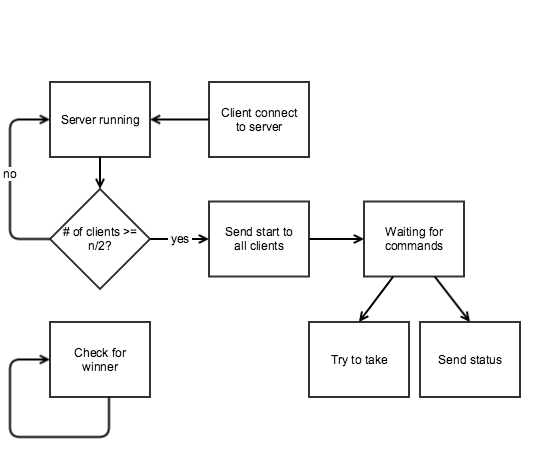 Server running
Client connect
to server
no
# of clients >=
n/2?
yes
Send start to
all clients
Waiting for
commands
Check for
winner
Try to take
Send status